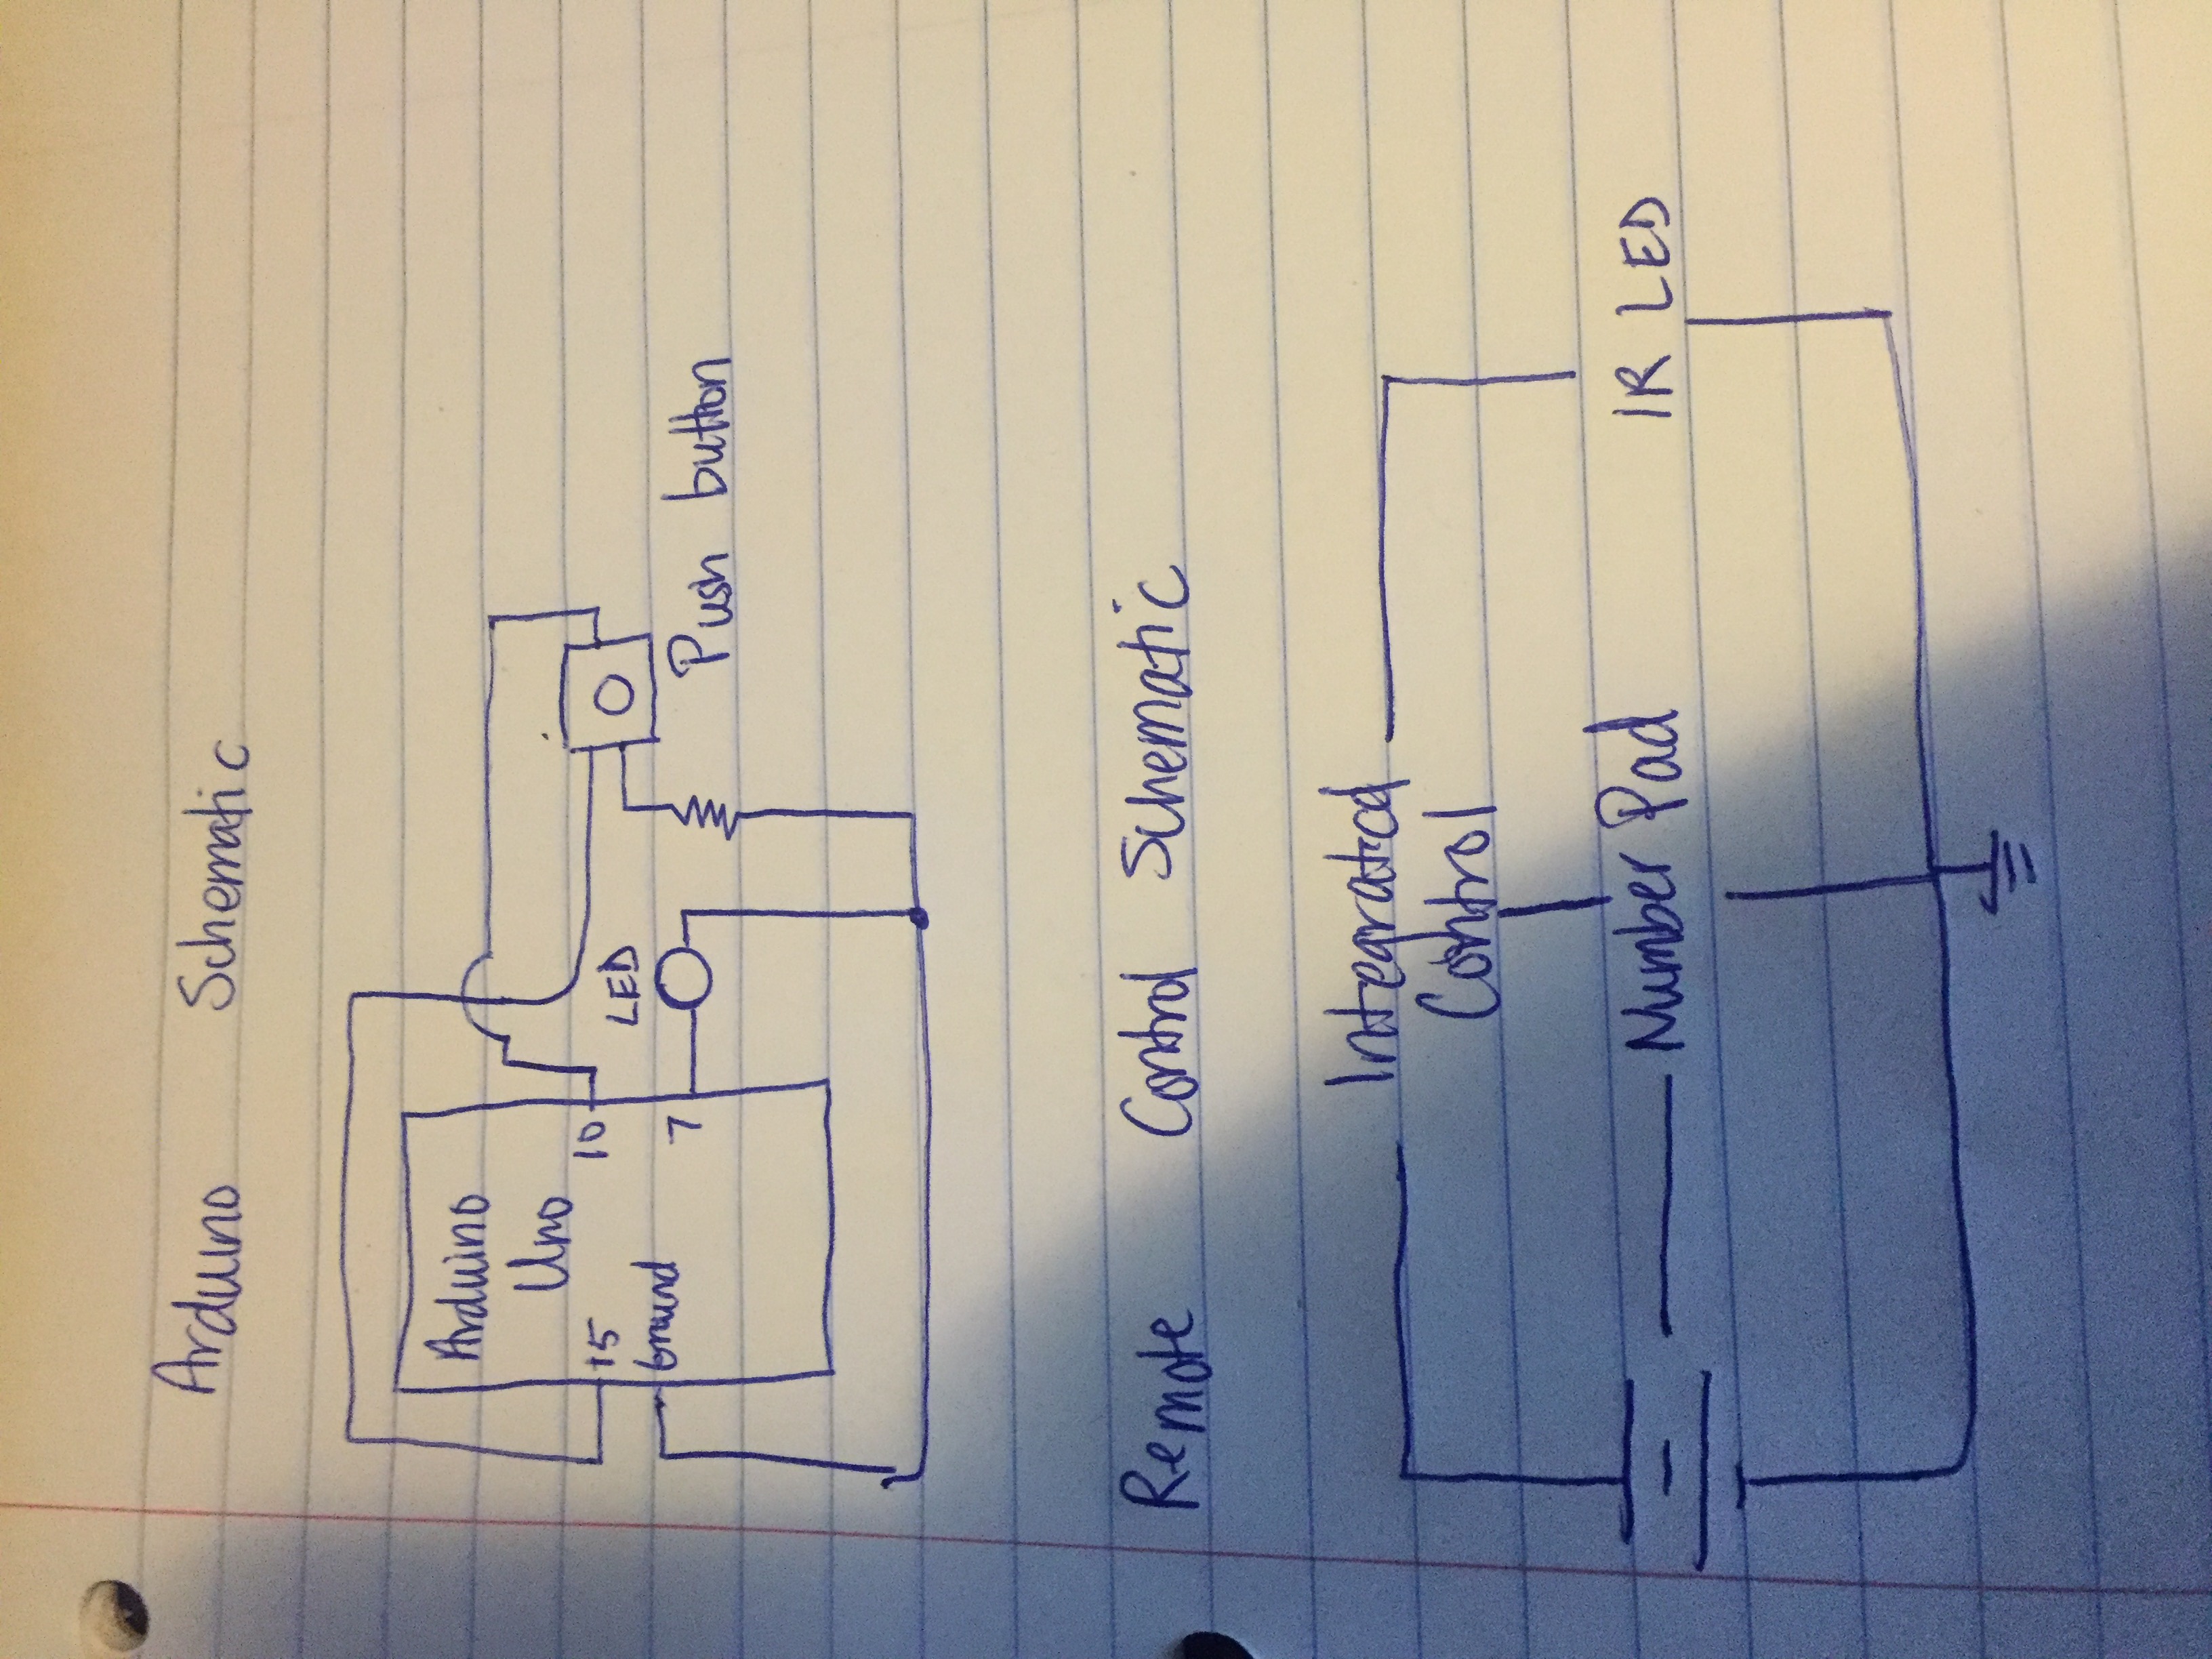 Arduino Schematic
Arduino
Uno
+5
10
LED
Ground
7
Push button
Remote Control Schematic
Integrated
Control
Number Pad
IR LED